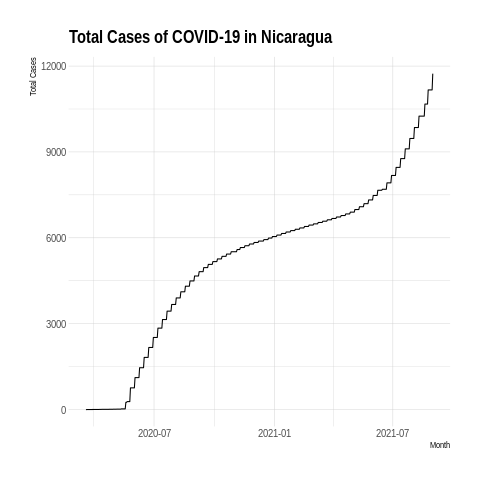 Total Cases of COVID-19 in Nicaragua
Total Cases
12000
9000
6000
3000
0
2020-07
2021-01
2021-07
Month